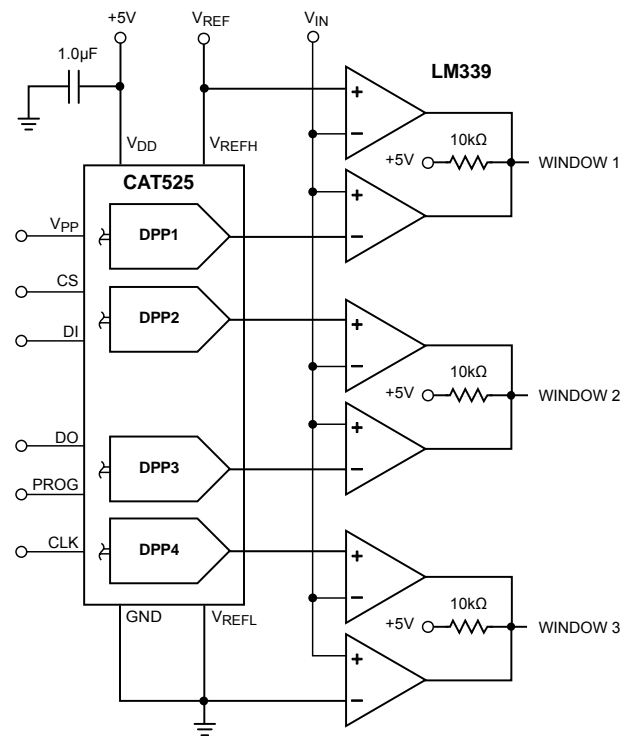 +5V
VREF
VIN
1.0µF
LM339
+
VDD
VREFH
−
10kΩ
+5V
WINDOW 1
CAT525
+
VPP
DPP1
−
CS
DPP2
+
DI
−
10kΩ
+5V
WINDOW 2
+
DO
DPP3
−
PROG
CLK
DPP4
+
−
10kΩ
GND
VREFL
+5V
WINDOW 3
+
−